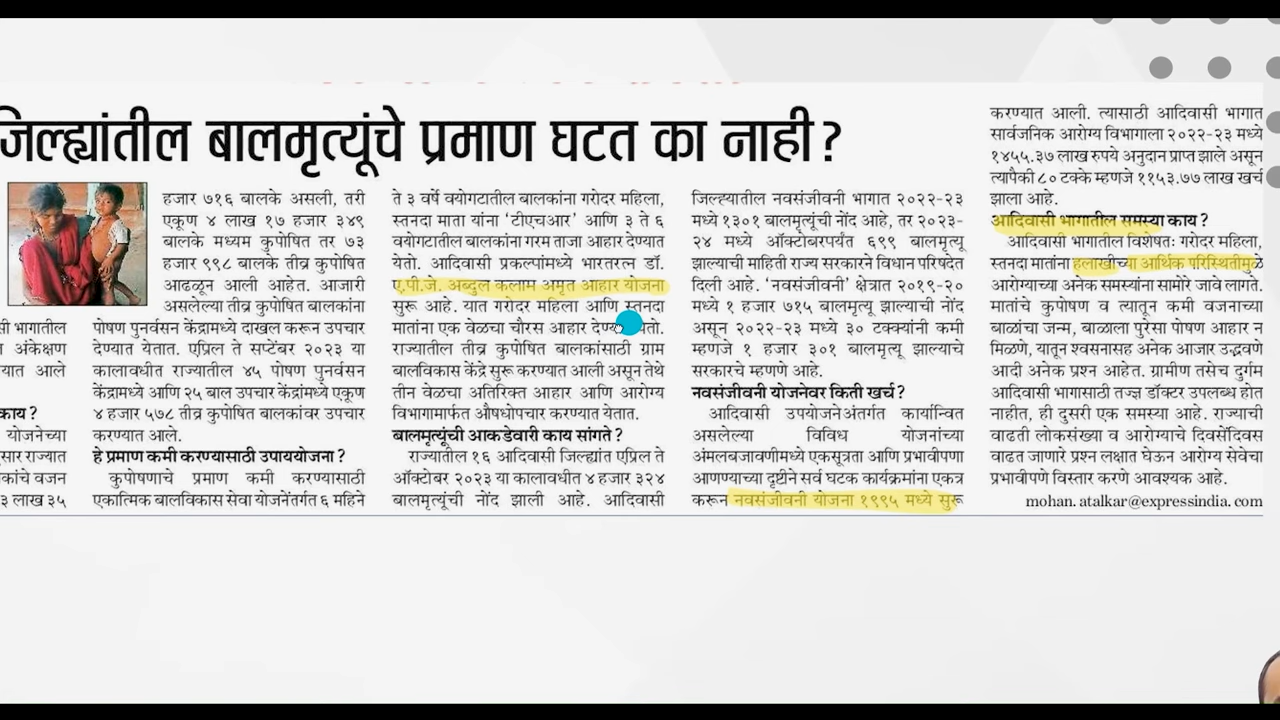 जिल्ह्यांतील बालमृत्यूंचे प्रमाण घटत का नाही?
सी भागातील
अंकेक्षण
यात आले
काय?
योजनेच्या
सार राज्यात
कांचे वजन
३ लाख ३५
हजार ७१६ बालके असली, तरी
एकूण ४ लाख १७ हजार ३४९
बालके मध्यम कुपोषित तर ७३
हजार ९९८ बालके तीव्र कुपोषित
आढळून आली आहेत. आजारी
असलेल्या तीव्र कुपोषित बालकांना
पोषण पुनर्वसन केंद्रामध्ये दाखल करून उपचार
देण्यात येतात. एप्रिल ते सप्टेंबर २०२३ या
कालावधीत राज्यातील ४५ पोषण पुनर्वसन
केंद्रामध्ये आणि २५ बाल उपचार केंद्रांमध्ये एकूण
४ हजार ५७८ तीव्र कुपोषित बालकांवर उपचार
करण्यात आले.
हे प्रमाण कमी करण्यासाठी उपाययोजना?
कुपोषणाचे प्रमाण कमी करण्यासाठी
एकात्मिक बालविकास सेवा योजनेंतर्गत ६ महिने
ते ३ वर्षे वयोगटातील बालकांना गरोदर महिला,
स्तनदा माता यांना ‘टीएचआर’ आणि ३ ते ६
वयोगटातील बालकांना गरम ताजा आहार देण्यात
येतो. आदिवासी प्रकल्पांमध्ये भारतरत्न डॉ.
ए.पी.जे. अब्दुल कलाम अमृत आहार योजना
सुरू आहे. यात गरोदर महिला आणि स्तनदा
मातांना एक वेळचा चौरस आहार
राज्यातील तीव्र कुपोषित बालकांसाठी ग्राम
बालविकास केंद्रे सुरू करण्यात आली असून तेथे
तीन वेळचा अतिरिक्त आहार आणि आरोग्य
विभागामार्फत औषधोपचार करण्यात येतात.
बालमृत्यूंची आकडेवारी काय सांगते?
राज्यातील १६ आदिवासी जिल्ह्यांत एप्रिल ते
ऑक्टोबर २०२३ या कालावधीत ४ हजार ३२४
बालमृत्यूंची नोंद झाली आहे. आदिवासी
जिल्ह्यातील नवसंजीवनी भागात २०२२-२३
मध्ये १३०१ बालमृत्यूंची नोंद आहे, तर २०२३-
२४ मध्ये ऑक्टोबरपर्यंत ६९९ बालमृत्यू
झाल्याची माहिती राज्य सरकारने विधान परिषदेत
दिली आहे. ‘नवसंजीवनी’ क्षेत्रात २०१९-२०
मध्ये १ हजार ७१५ बालमृत्यू झाल्याची नोंद
असून २०२२-२३ मध्ये ३० टक्क्यांनी कमी
म्हणजे १ हजार ३०१ बालमृत्यू झाल्याचे
सरकारचे म्हणणे आहे.
नवसंजीवनी योजनेवर किती खर्च?
आदिवासी उपयोजनेअंतर्गत कार्यान्वित
असलेल्या विविध योजनांच्या
अंमलबजावणीमध्ये एकसूत्रता आणि प्रभावीपणा
आणण्याच्या दृष्टीने सर्व घटक कार्यक्रमांना एकत्र
करून नवसंजीवनी योजना १९९५ मध्ये सुरू
करण्यात आली. त्यासाठी आदिवासी भागात
सार्वजनिक आरोग्य विभागाला २०२२-२३ मध्ये
१४५५.३७ लाख रुपये अनुदान प्राप्त झाले असून
त्यापैकी ८० टक्के म्हणजे ११५३.७७ लाख खर्च
झाला आहे.
आदिवासी भागातील समस्या काय?
आदिवासी भागातील विशेषतः गरोदर महिला,
स्तनदा मातांना हलाखीच्या आर्थिक परिस्थितीमुळे
आरोग्याच्या अनेक समस्यांना सामोरे जावे लागते.
मातांचे कुपोषण व त्यातून कमी वजनाच्या
बाळांचा जन्म, बाळाला पुरेसा पोषण आहार न
मिळणे, यातून श्वसनासह अनेक आजार उद्भवणे
आदी अनेक प्रश्न आहेत. ग्रामीण तसेच दुर्गम
आदिवासी भागासाठी तज्ज्ञ डॉक्टर उपलब्ध होत
नाहीत, ही दुसरी एक समस्या आहे. राज्याची
वाढती लोकसंख्या व आरोग्याचे दिवसेंदिवस
वाढत जाणारे प्रश्न लक्षात घेऊन आरोग्य सेवेचा
प्रभावीपणे विस्तार करणे आवश्यक आहे.
mohan.atalkar@expressindia.com